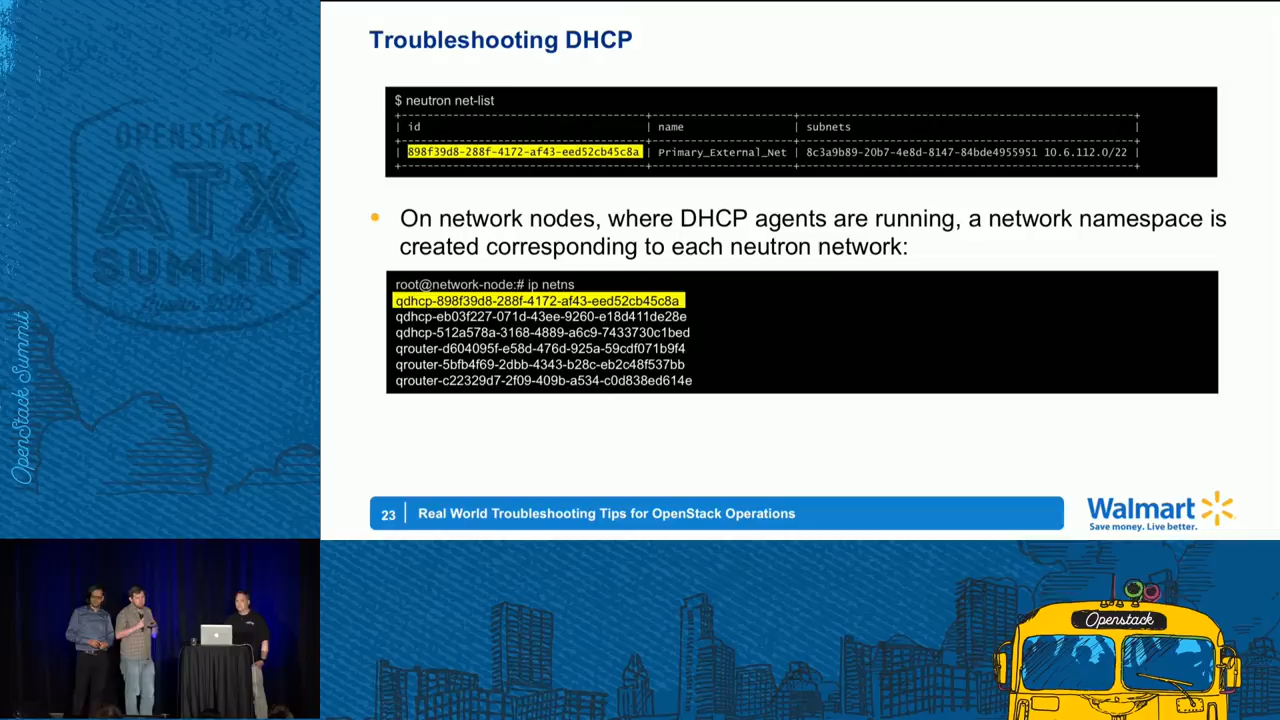 Troubleshooting DHCP
$ neutron net-list
| id | name | subnets |
| 898f39d8-288f-4172-af43-eed52cb45c8a | Primary_External_Net | 8c3a9b89-20b7-4e8d-8147-84bde4955951 10.6.112.0/22 |
• On network nodes, where DHCP agents are running, a network namespace is
created corresponding to each neutron network:
root@network-node:# ip netns
qdhcp-898f39d8-288f-4172-af43-eed52cb45c8a
qdhcp-eb03f227-071d-43ee-9260-e18d411de28e
qdhcp-512a578a-3168-4889-a6c9-7433730c1bed
qrouter-d604095f-e58d-476d-925a-59cdf071b9f4
qrouter-5bfb4f69-2dbb-4343-b28c-eb2c48f537bb
qrouter-c22329d7-2f09-409b-a534-c0d838ed614e
23 | Real World Troubleshooting Tips for OpenStack Operations
Walmart
Save money. Live better.
OPENSTACK
ATX
SUMMIT
OpenStack Summit
Openstack